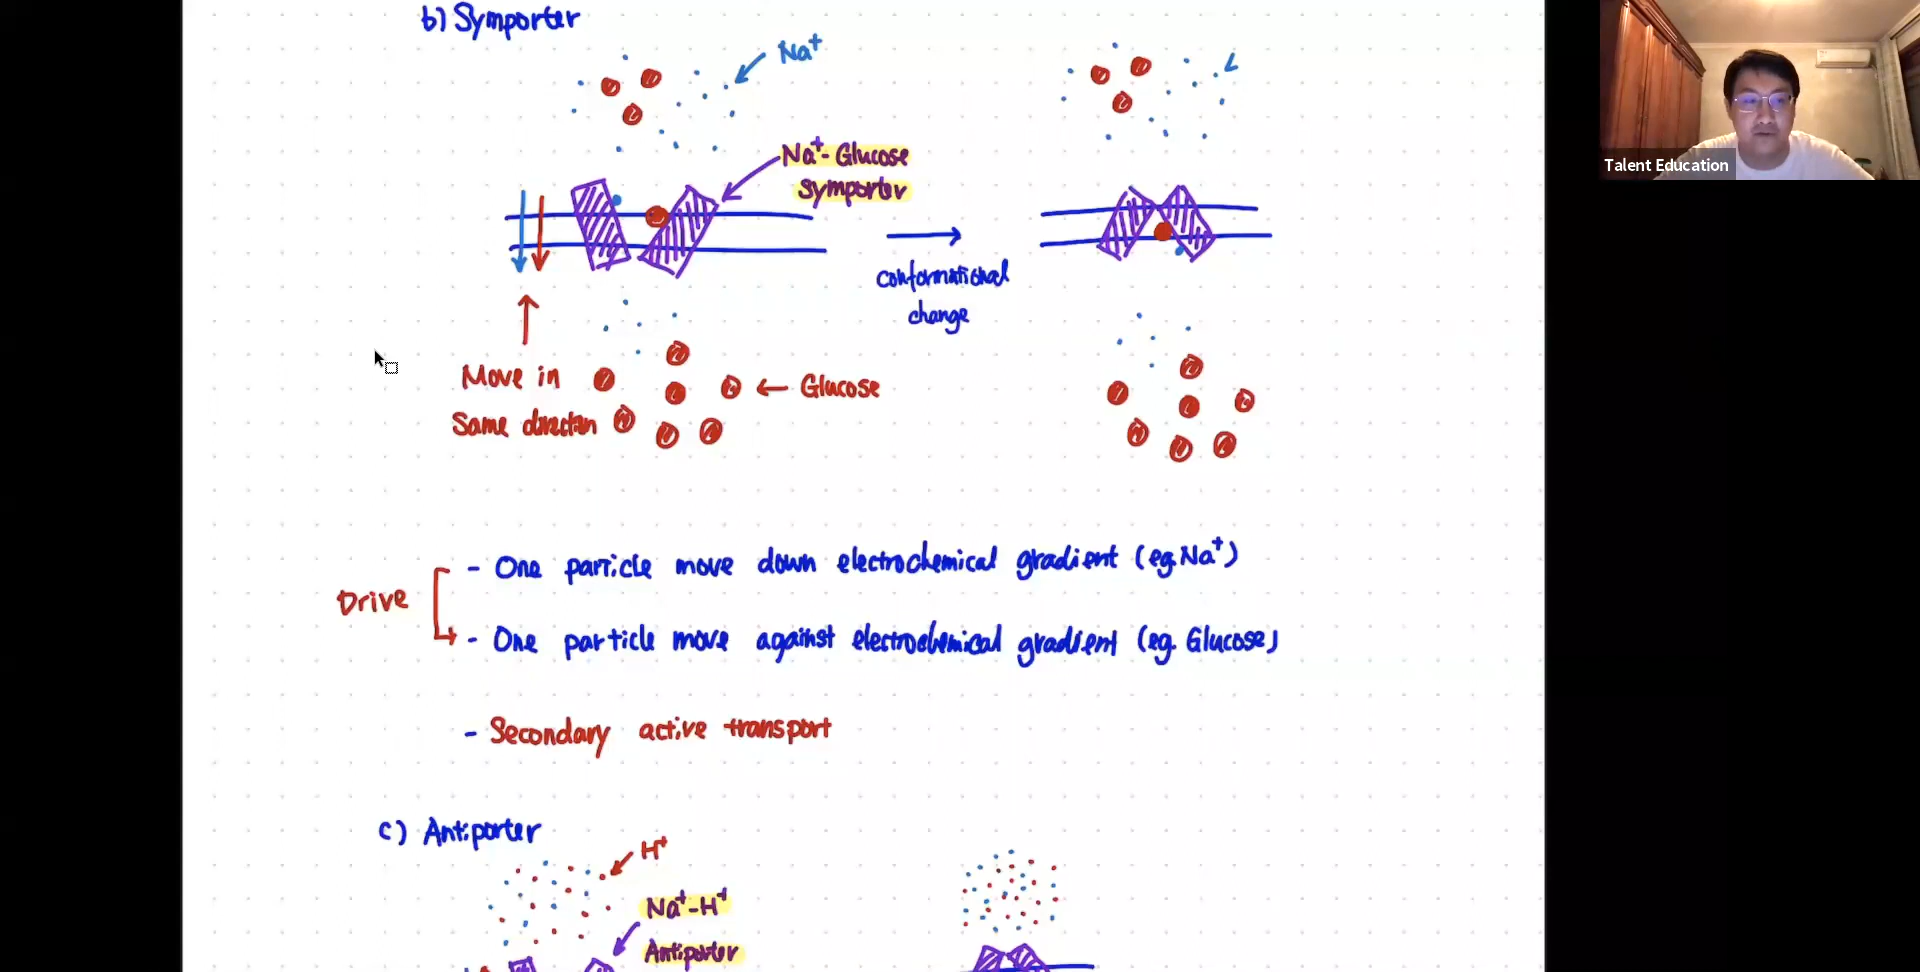 b) Symporter
Na⁺
Na⁺- Glucose
symporter
conformational
change
Move in
Same direction
Glucose
- One particle move down electrochemical gradient (eg. Na⁺)
Drive
- One particle move against electrochemical gradient (eg. Glucose)
- Secondary active transport
c) Antiporter
H⁺
Na⁺-H⁺
Antiporter
Talent Education